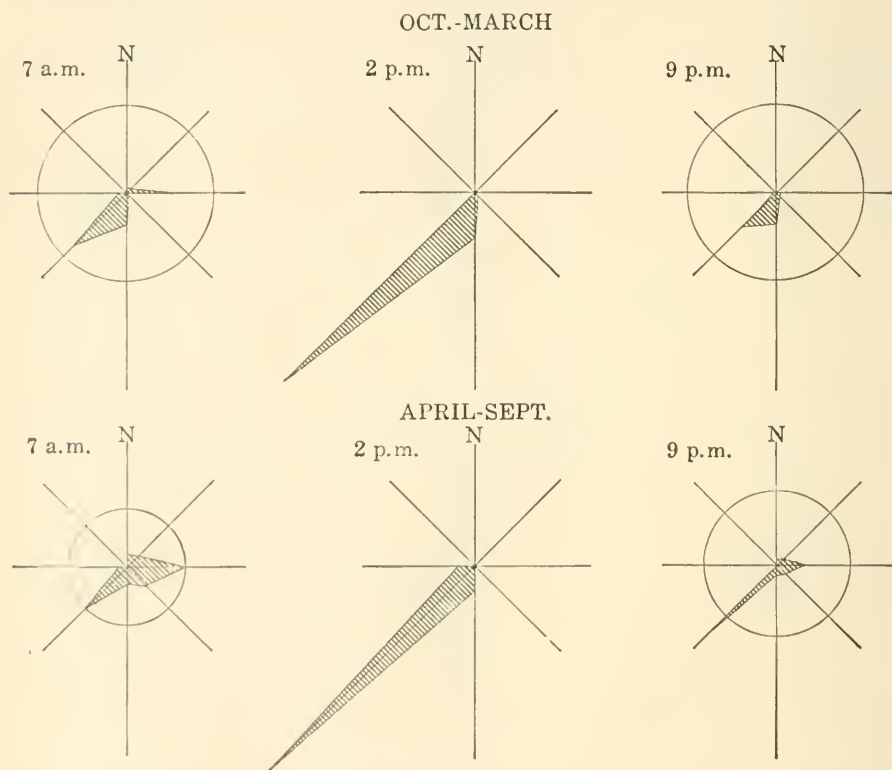 OCT.-MARCH
7 a.m.
N
2 p.m.
N
9 p.m.
N
APRIL-SEPT.
7 a.m.
N
2 p.m.
N
9 p.m.
N